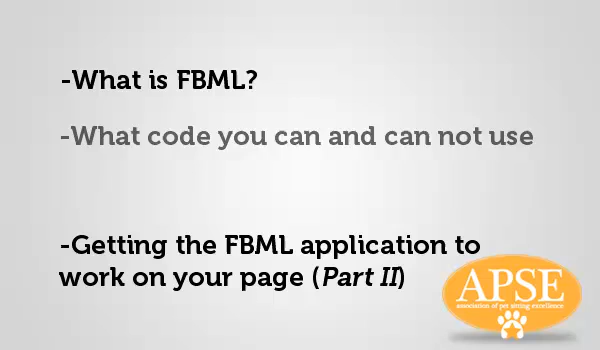 -What is FBML?
-What code you can and can not use
-Getting the FBML application to
work on your page (Part II)
APSE
association of pet sitting excellence